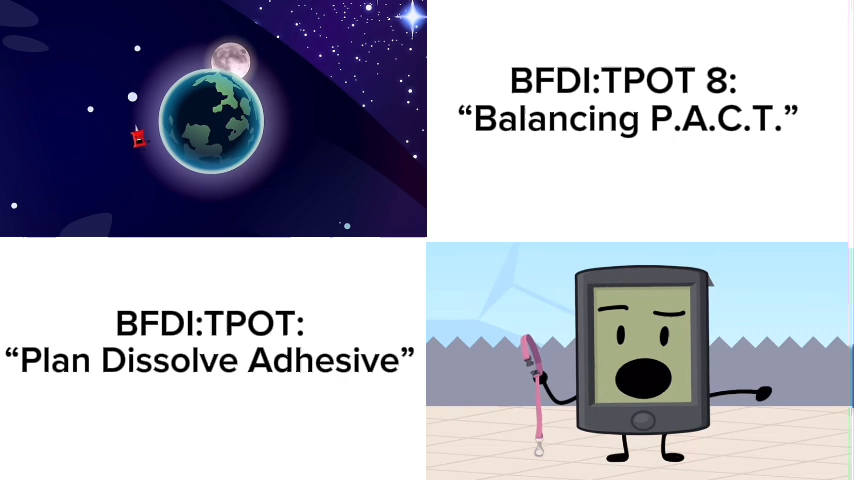 BFDI:TPOT 8:
“Balancing P.A.C.T.”
BFDI:TPOT:
“Plan Dissolve Adhesive”